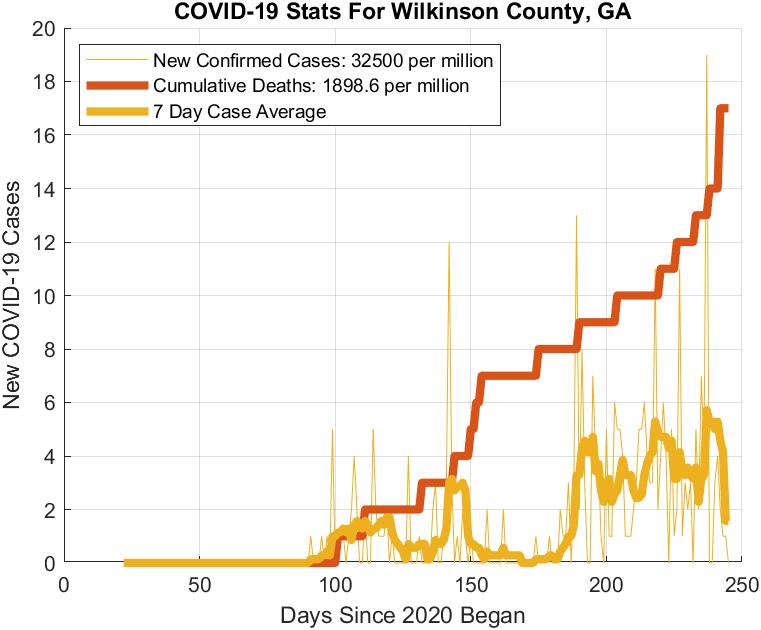 COVID-19 Stats For Wilkinson County, GA
New Confirmed Cases: 32500 per million
Cumulative Deaths: 1898.6 per million
7 Day Case Average
New COVID-19 Cases
20
18
16
14
12
10
8
6
4
2
0
0 50 100 150 200 250
Days Since 2020 Began